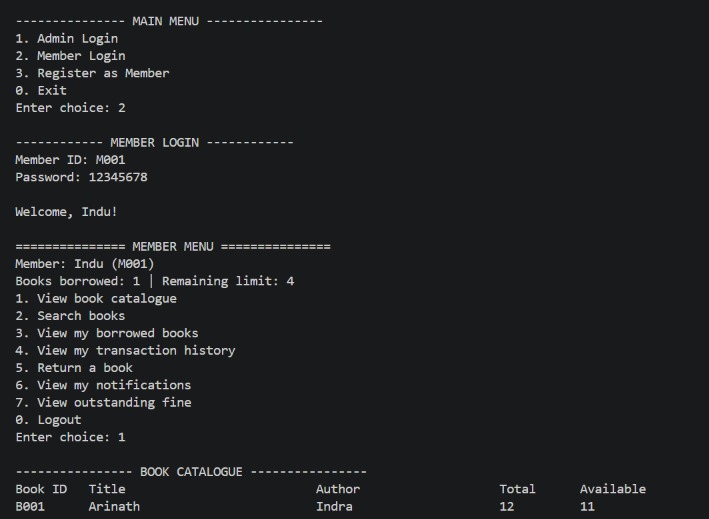 --------------- MAIN MENU ----------------
1. Admin Login
2. Member Login
3. Register as Member
0. Exit
Enter choice: 2
------------ MEMBER LOGIN ------------
Member ID: M001
Password: 12345678
Welcome, Indu!
=============== MEMBER MENU ===============
Member: Indu (M001)
Books borrowed: 1 | Remaining limit: 4
1. View book catalogue
2. Search books
3. View my borrowed books
4. View my transaction history
5. Return a book
6. View my notifications
7. View outstanding fine
0. Logout
Enter choice: 1
---------------- BOOK CATALOGUE ----------------
Book ID   Title                          Author                   Total      Available
B001      Arinath                        Indra                    12         11